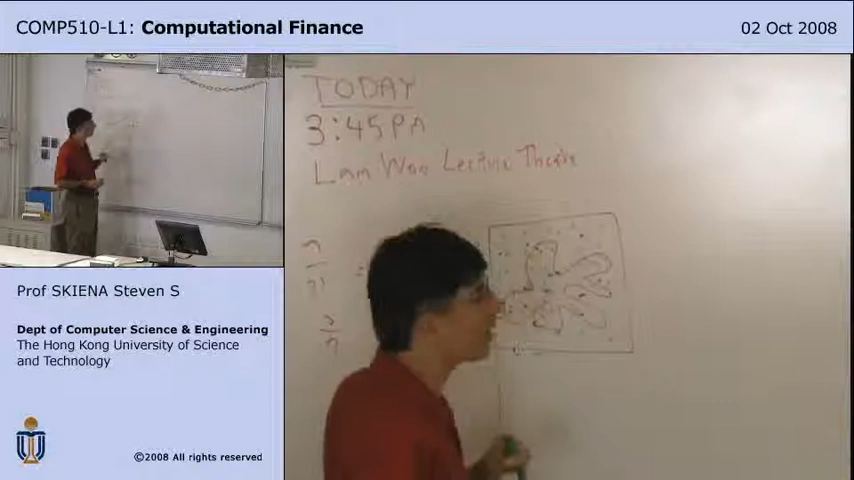 COMP510-L1: Computational Finance
02 Oct 2008
TODAY
3:45PM
Lam Woo Lecture Theatre
Prof SKIENA Steven S
Dept of Computer Science & Engineering
The Hong Kong University of Science
and Technology
©2008 All rights reserved